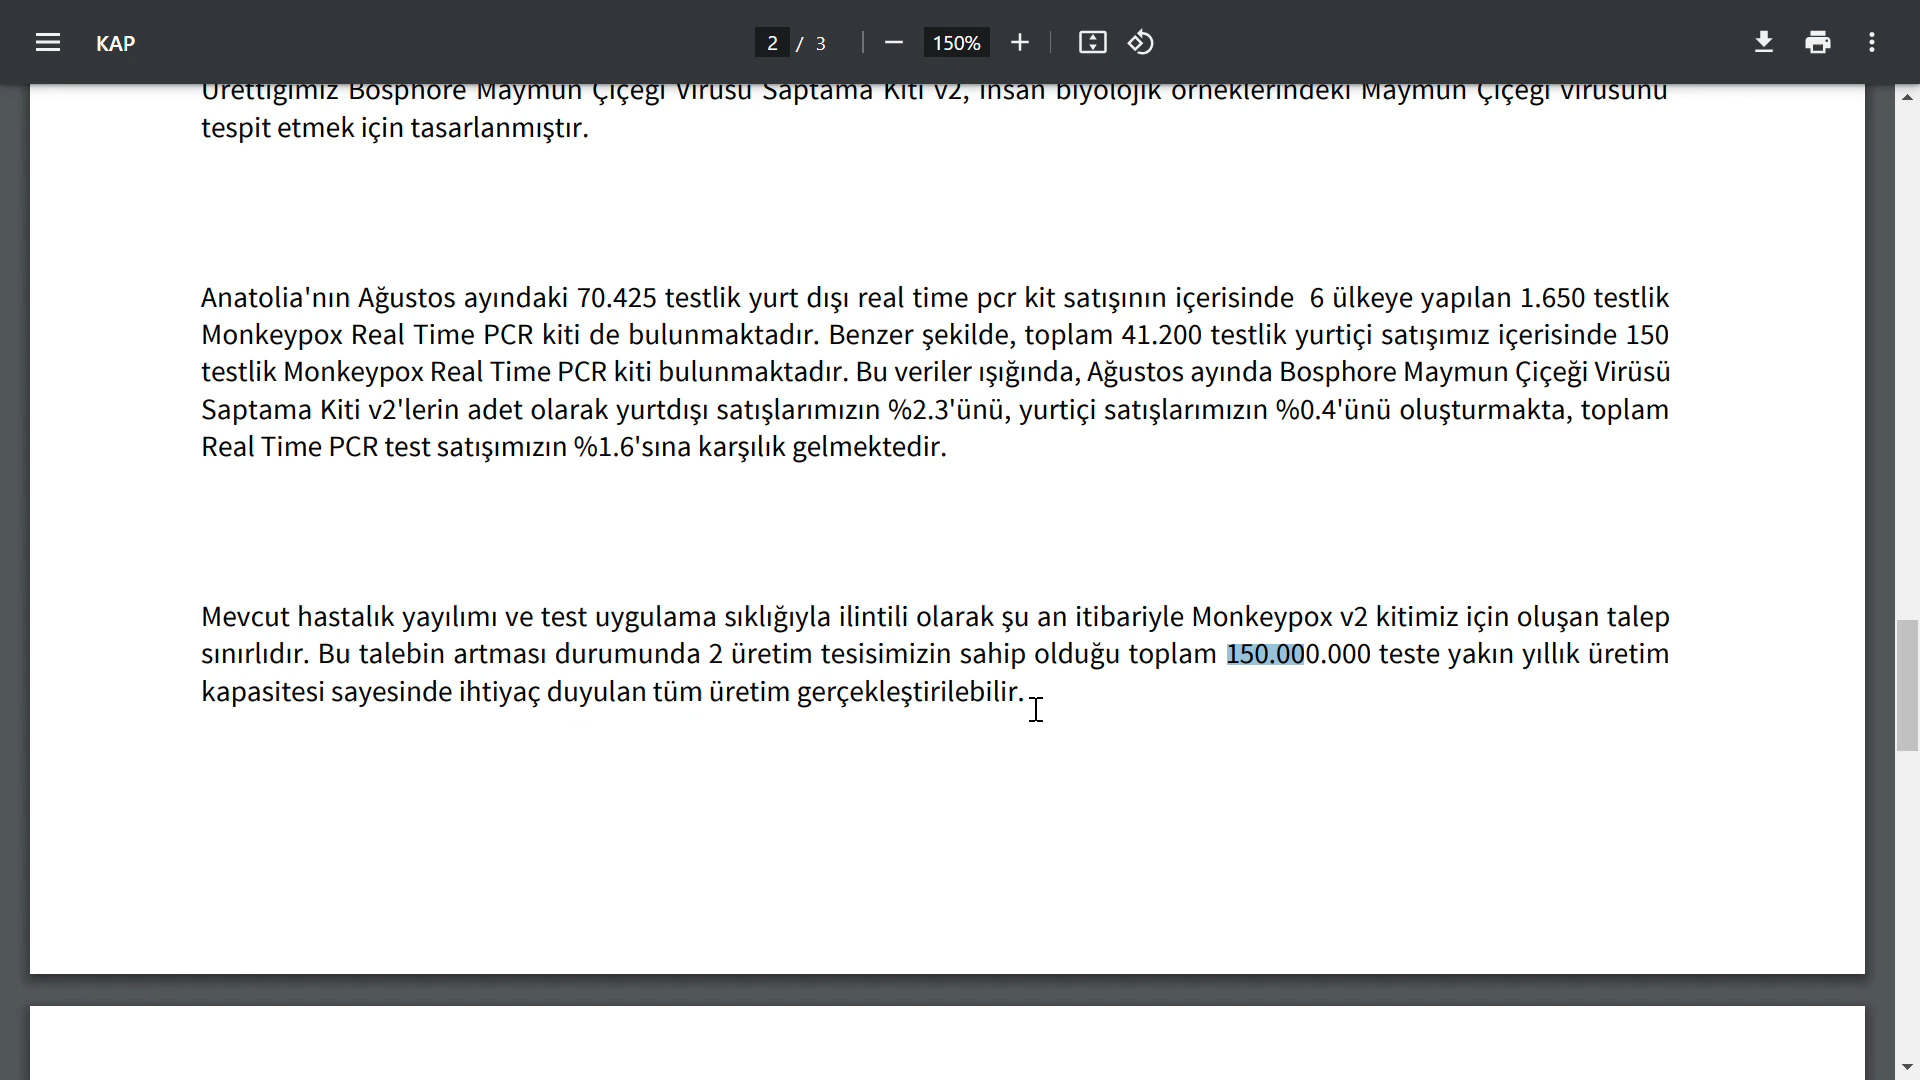 KAP
2 / 3
150%
Ürettiğimiz Bosphore Maymun Çiçeği Virüsü Saptama Kiti v2, insan biyolojik örneklerindeki Maymun Çiçeği virüsünü
tespit etmek için tasarlanmıştır.
Anatolia'nın Ağustos ayındaki 70.425 testlik yurt dışı real time pcr kit satışının içerisinde 6 ülkeye yapılan 1.650 testlik
Monkeypox Real Time PCR kiti de bulunmaktadır. Benzer şekilde, toplam 41.200 testlik yurtiçi satışımız içerisinde 150
testlik Monkeypox Real Time PCR kiti bulunmaktadır. Bu veriler ışığında, Ağustos ayında Bosphore Maymun Çiçeği Virüsü
Saptama Kiti v2'lerin adet olarak yurtdışı satışlarımızın %2.3'ünü, yurtiçi satışlarımızın %0.4'ünü oluşturmakta, toplam
Real Time PCR test satışımızın %1.6'sına karşılık gelmektedir.
Mevcut hastalık yayılımı ve test uygulama sıklığıyla ilintili olarak şu an itibariyle Monkeypox v2 kitimiz için oluşan talep
sınırlıdır. Bu talebin artması durumunda 2 üretim tesisimizin sahip olduğu toplam 150.000.000 teste yakın yıllık üretim
kapasitesi sayesinde ihtiyaç duyulan tüm üretim gerçekleştirilebilir.